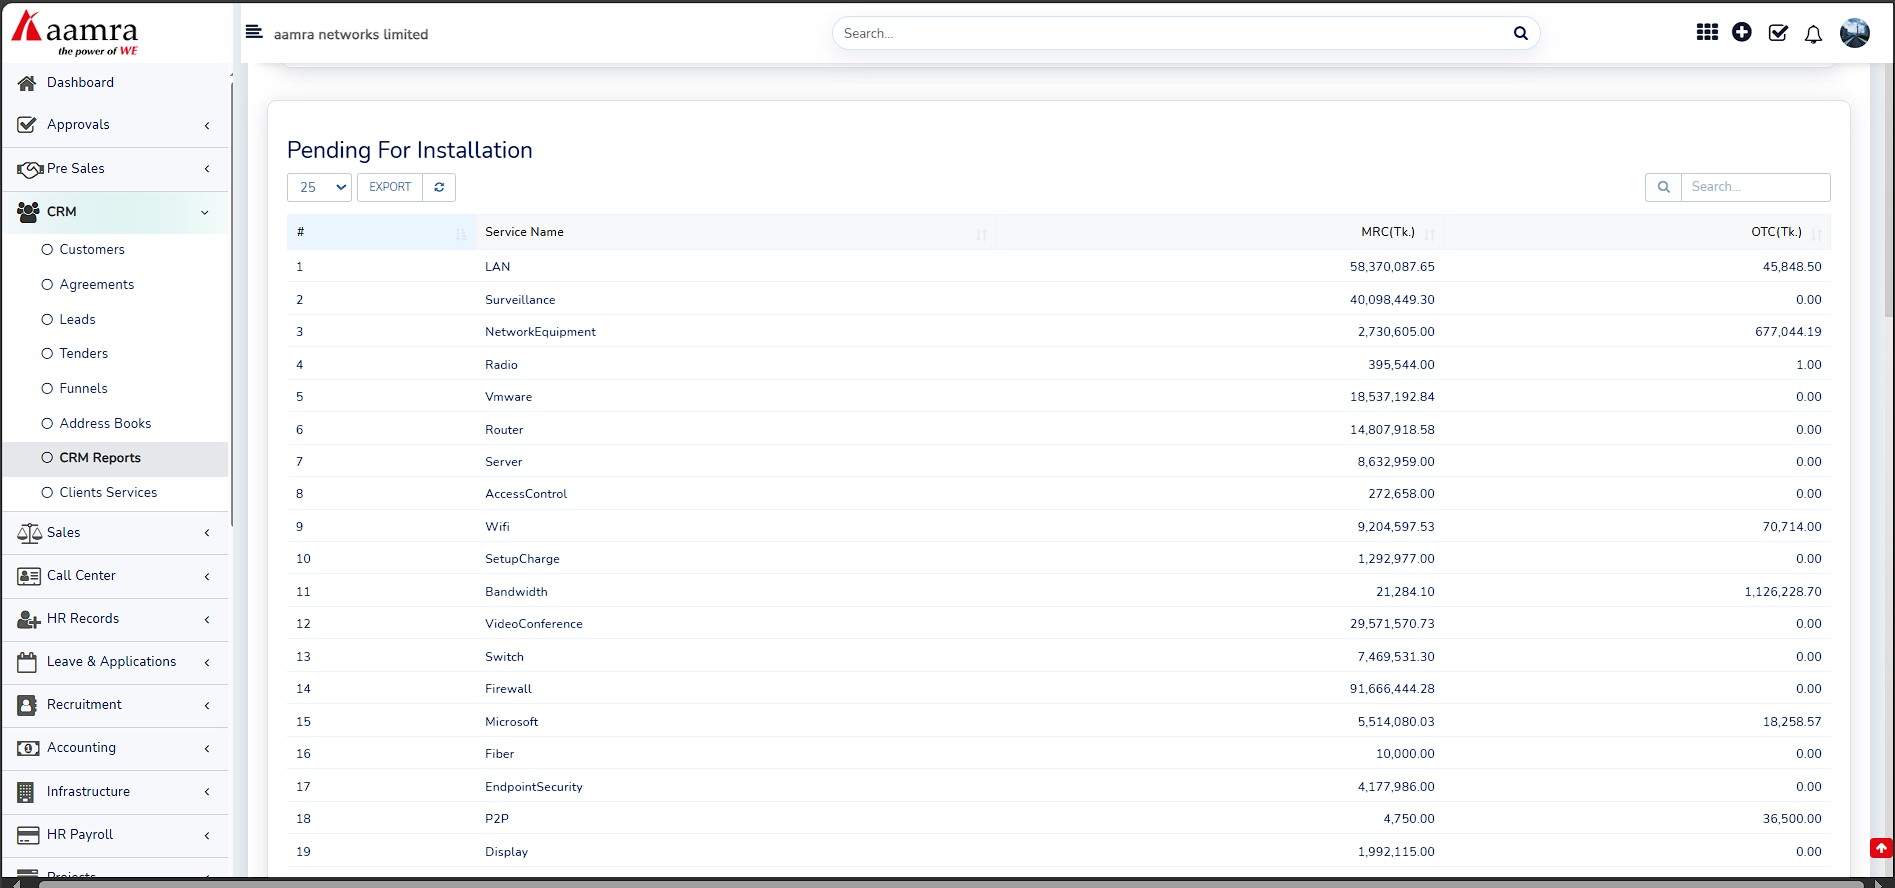 aamra
the power of WE
aamra networks limited
Search...
Dashboard
Approvals
Pre Sales
CRM
Customers
Agreements
Leads
Tenders
Funnels
Address Books
CRM Reports
Clients Services
Sales
Call Center
HR Records
Leave & Applications
Recruitment
Accounting
Infrastructure
HR Payroll
Projects
Pending For Installation
25 EXPORT Search...
# Service Name MRC(Tk.) OTC(Tk.)
1 LAN 58,370,087.65 45,848.50
2 Surveillance 40,098,449.30 0.00
3 NetworkEquipment 2,730,605.00 677,044.19
4 Radio 395,544.00 1.00
5 Vmware 18,537,192.84 0.00
6 Router 14,807,918.58 0.00
7 Server 8,632,959.00 0.00
8 AccessControl 272,658.00 0.00
9 Wifi 9,204,597.53 70,714.00
10 SetupCharge 1,292,977.00 0.00
11 Bandwidth 21,284.10 1,126,228.70
12 VideoConference 29,571,570.73 0.00
13 Switch 7,469,531.30 0.00
14 Firewall 91,666,444.28 0.00
15 Microsoft 5,514,080.03 18,258.57
16 Fiber 10,000.00 0.00
17 EndpointSecurity 4,177,986.00 0.00
18 P2P 4,750.00 36,500.00
19 Display 1,992,115.00 0.00